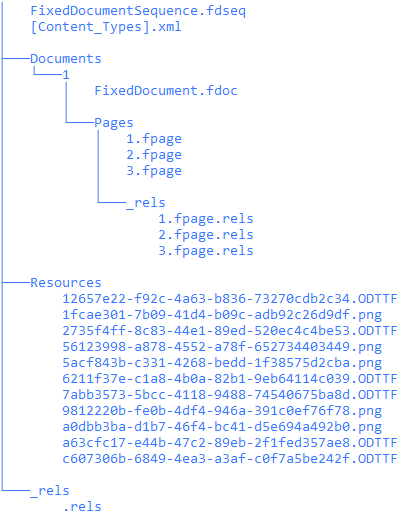 FixedDocumentSequence.fdseq
[Content_Types].xml
Documents
1
FixedDocument.fdoc
Pages
1.fpage
2.fpage
3.fpage
_rels
1.fpage.rels
2.fpage.rels
3.fpage.rels
Resources
12657e22-f92c-4a63-b836-73270cdb2c34.ODTTF
1fcae301-7b09-41d4-b09c-adb92c26d9df.png
2735f4ff-8c83-44e1-89ed-520ec4c4be53.ODTTF
56123998-a878-4552-a78f-652734403449.png
5acf843b-c331-4268-bedd-1f38575d2cba.png
6211f37e-c1a8-4b0a-82b1-9eb64114c039.ODTTF
7abb3573-5bcc-4118-9488-74540675ba8d.ODTTF
9812220b-fe0b-4df4-946a-391c0ef76f78.png
a0dbb3ba-d1b7-46f4-bc41-d5e694a492b0.png
a63cfc17-e44b-47c2-89eb-2f1fed357ae8.ODTTF
c607306b-6849-4ea3-a3af-c0f7a5be242f.ODTTF
_rels
.rels